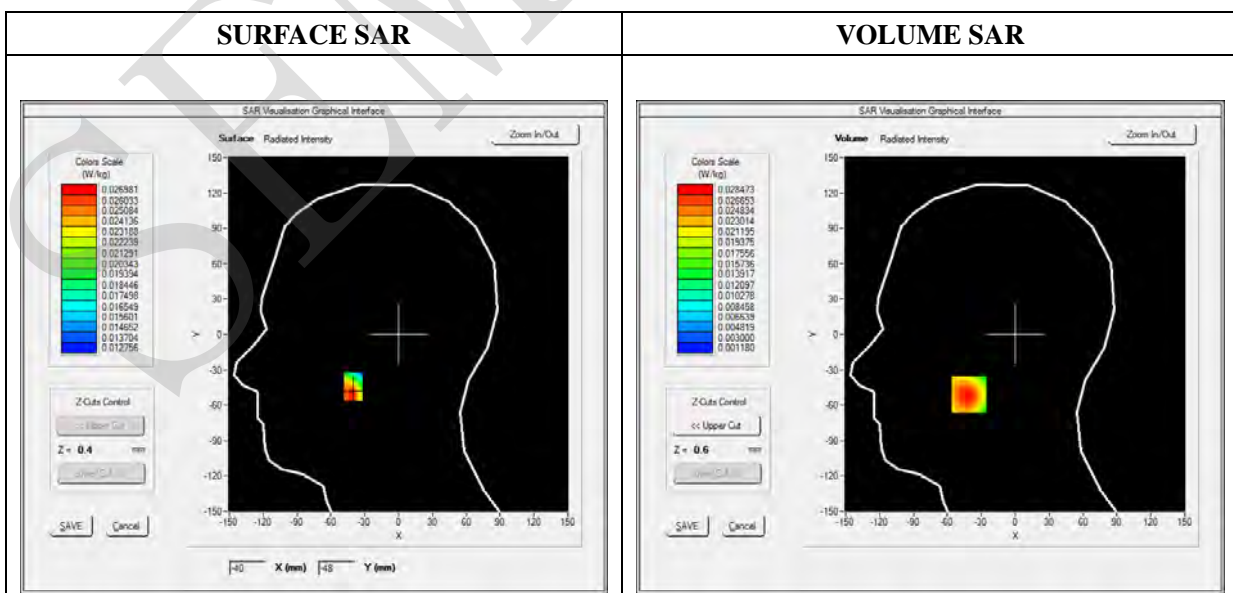 SURFACE SAR
VOLUME SAR
SAR Visualisation Graphical Interface
Surface Radiated Intensity
Zoom In/Out
Colors Scale
(W/kg)
0.026981
0.026033
0.025084
0.024136
0.023188
0.022239
0.021291
0.020343
0.019394
0.018446
0.017498
0.016549
0.015601
0.014652
0.013704
0.012756
150
120
90
60
30
0
-30
-60
-90
-120
-150
Y
-150 -120 -90 -60 -30 0 30 60 90 120 150
X
Z-Cuts Control
<< Upper Cut
Z = 0.4 mm
SAVE Cancel
-40 X (mm) -48 Y (mm)
SAR Visualisation Graphical Interface
Volume Radiated Intensity
Zoom In/Out
Colors Scale
(W/kg)
0.028473
0.026653
0.024834
0.023014
0.021195
0.019375
0.017556
0.015736
0.013917
0.012097
0.010278
0.008458
0.006639
0.004819
0.003000
0.001180
150
120
90
60
30
0
-30
-60
-90
-120
-150
Y
-150 -120 -90 -60 -30 0 30 60 90 120 150
X
Z-Cuts Control
<< Upper Cut
Z = 0.6 mm
SAVE Cancel